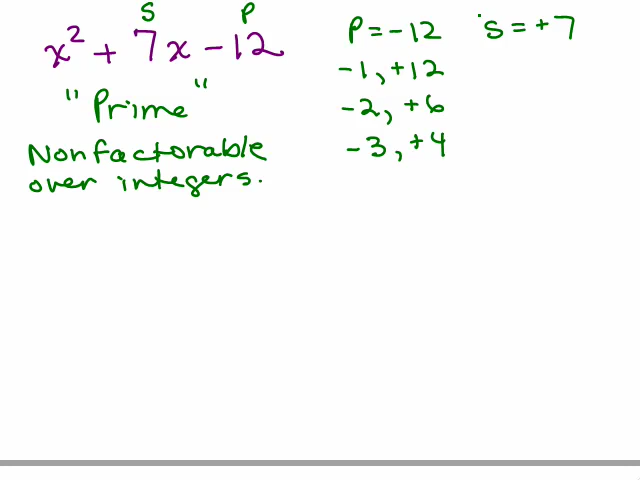 S P
x² + 7x - 12
"Prime"
Nonfactorable
over integers.
P = -12 S = +7
-1, +12
-2, +6
-3, +4